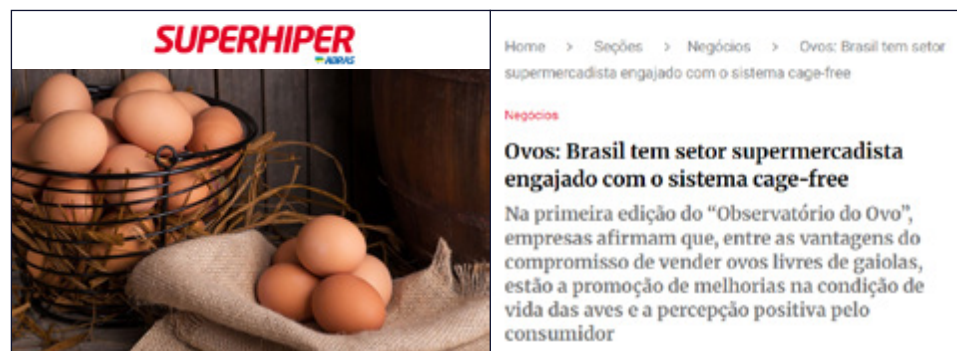 SUPERHIPER
ABRAS
Home > Seções > Negócios > Ovos: Brasil tem setor
supermercadista engajado com o sistema cage-free
Negócios
Ovos: Brasil tem setor supermercadista
engajado com o sistema cage-free
Na primeira edição do “Observatório do Ovo”,
empresas afirmam que, entre as vantagens do
compromisso de vender ovos livres de gaiolas,
estão a promoção de melhorias na condição de
vida das aves e a percepção positiva pelo
consumidor